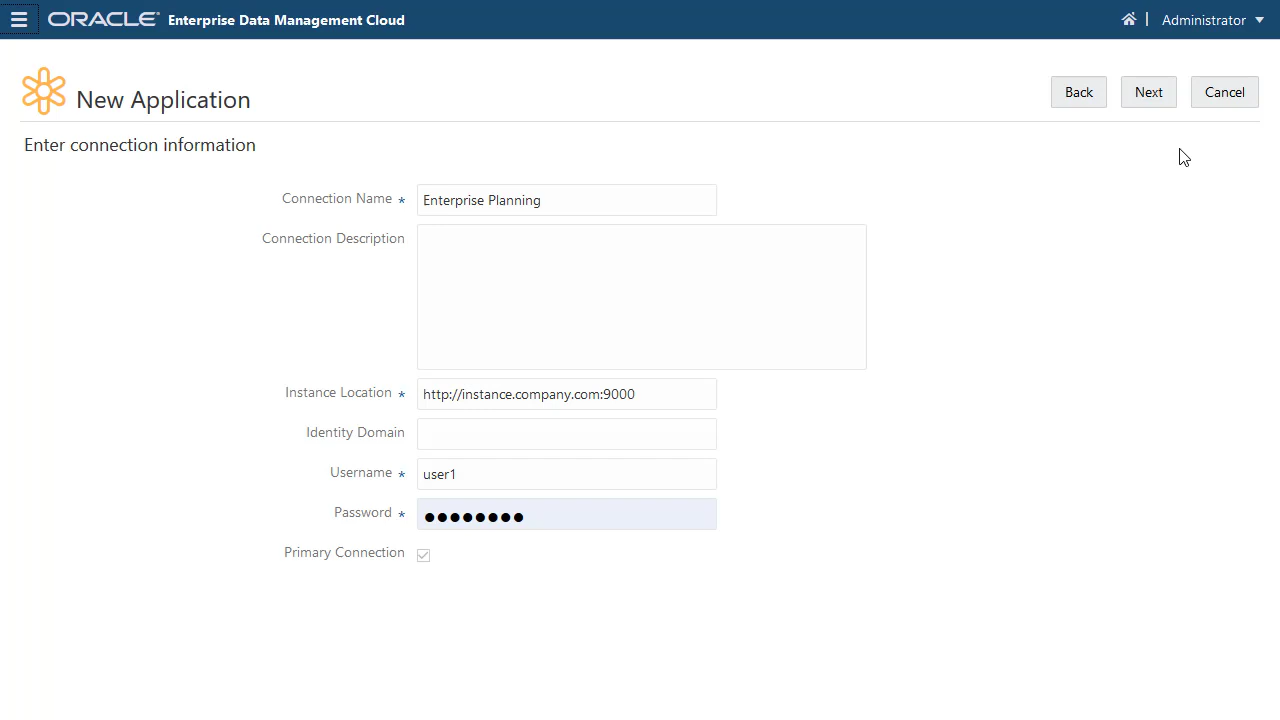 ORACLE® Enterprise Data Management Cloud
Administrator
New Application
Back
Next
Cancel
Enter connection information
Connection Name *
Enterprise Planning
Connection Description
Instance Location *
http://instance.company.com:9000
Identity Domain
Username *
user1
Password *
●●●●●●●●
Primary Connection